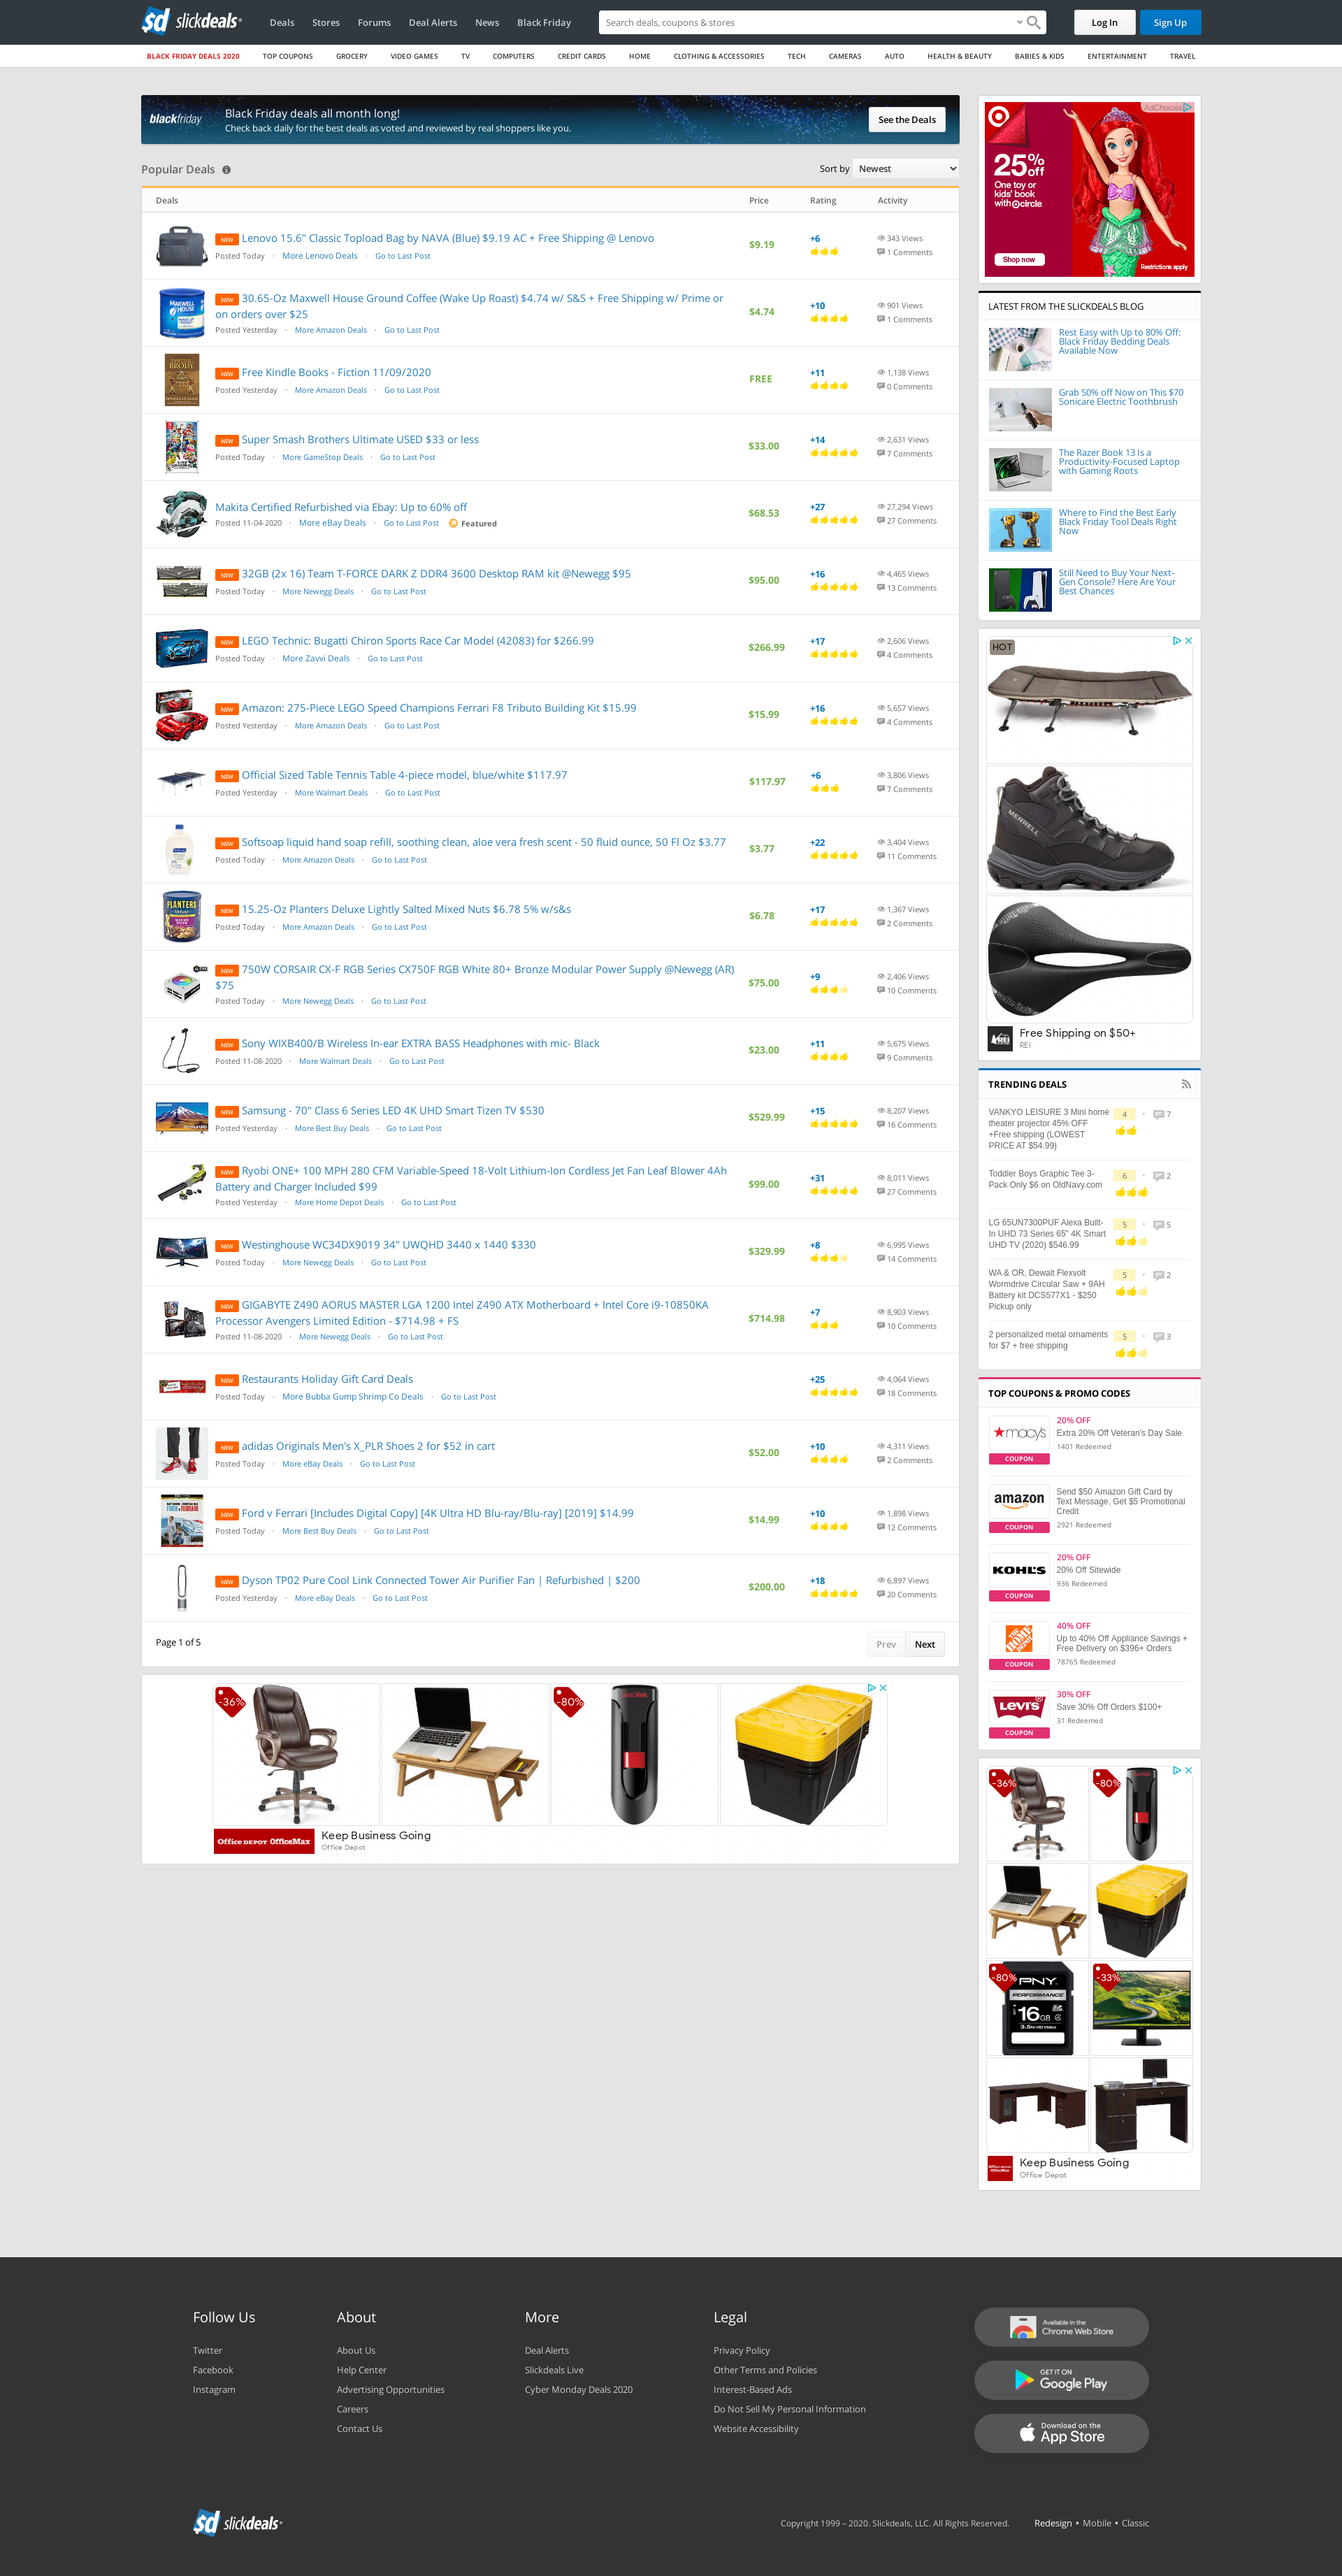 slickdeals
Deals
Stores
Forums
Deal Alerts
News
Black Friday
Search deals, coupons & stores
Log In
Sign Up
BLACK FRIDAY DEALS 2020
TOP COUPONS
GROCERY
VIDEO GAMES
TV
COMPUTERS
CREDIT CARDS
HOME
CLOTHING & ACCESSORIES
TECH
CAMERAS
AUTO
HEALTH & BEAUTY
BABIES & KIDS
ENTERTAINMENT
TRAVEL
blackfriday
Black Friday deals all month long!
Check back daily for the best deals as voted and reviewed by real shoppers like you.
See the Deals
Popular Deals
Sort by Newest
Deals Price Rating Activity
NEW Lenovo 15.6" Classic Topload Bag by NAVA (Blue) $9.19 AC + Free Shipping @ Lenovo
Posted Today · More Lenovo Deals · Go to Last Post
$9.19
+6
343 Views
1 Comments
NEW 30.65-Oz Maxwell House Ground Coffee (Wake Up Roast) $4.74 w/ S&S + Free Shipping w/ Prime or
on orders over $25
Posted Yesterday · More Amazon Deals · Go to Last Post
$4.74
+10
901 Views
1 Comments
NEW Free Kindle Books - Fiction 11/09/2020
Posted Yesterday · More Amazon Deals · Go to Last Post
FREE
+11
1,138 Views
0 Comments
NEW Super Smash Brothers Ultimate USED $33 or less
Posted Today · More GameStop Deals · Go to Last Post
$33.00
+14
2,631 Views
7 Comments
Makita Certified Refurbished via Ebay: Up to 60% off
Posted 11-04-2020 · More eBay Deals · Go to Last Post Featured
$68.53
+27
27,294 Views
27 Comments
NEW 32GB (2x 16) Team T-FORCE DARK Z DDR4 3600 Desktop RAM kit @Newegg $95
Posted Today · More Newegg Deals · Go to Last Post
$95.00
+16
4,465 Views
13 Comments
NEW LEGO Technic: Bugatti Chiron Sports Race Car Model (42083) for $266.99
Posted Today · More Zavvi Deals · Go to Last Post
$266.99
+17
2,606 Views
4 Comments
NEW Amazon: 275-Piece LEGO Speed Champions Ferrari F8 Tributo Building Kit $15.99
Posted Yesterday · More Amazon Deals · Go to Last Post
$15.99
+16
5,657 Views
4 Comments
NEW Official Sized Table Tennis Table 4-piece model, blue/white $117.97
Posted Yesterday · More Walmart Deals · Go to Last Post
$117.97
+6
3,806 Views
7 Comments
NEW Softsoap liquid hand soap refill, soothing clean, aloe vera fresh scent - 50 fluid ounce, 50 Fl Oz $3.77
Posted Today · More Amazon Deals · Go to Last Post
$3.77
+22
3,404 Views
11 Comments
NEW 15.25-Oz Planters Deluxe Lightly Salted Mixed Nuts $6.78 5% w/s&s
Posted Today · More Amazon Deals · Go to Last Post
$6.78
+17
1,367 Views
2 Comments
NEW 750W CORSAIR CX-F RGB Series CX750F RGB White 80+ Bronze Modular Power Supply @Newegg (AR)
$75
Posted Today · More Newegg Deals · Go to Last Post
$75.00
+9
2,406 Views
10 Comments
NEW Sony WIXB400/B Wireless In-ear EXTRA BASS Headphones with mic- Black
Posted 11-08-2020 · More Walmart Deals · Go to Last Post
$23.00
+11
5,675 Views
9 Comments
NEW Samsung - 70" Class 6 Series LED 4K UHD Smart Tizen TV $530
Posted Yesterday · More Best Buy Deals · Go to Last Post
$529.99
+15
8,207 Views
16 Comments
NEW Ryobi ONE+ 100 MPH 280 CFM Variable-Speed 18-Volt Lithium-Ion Cordless Jet Fan Leaf Blower 4Ah
Battery and Charger Included $99
Posted Yesterday · More Home Depot Deals · Go to Last Post
$99.00
+31
8,011 Views
27 Comments
NEW Westinghouse WC34DX9019 34" UWQHD 3440 x 1440 $330
Posted Today · More Newegg Deals · Go to Last Post
$329.99
+8
6,995 Views
14 Comments
NEW GIGABYTE Z490 AORUS MASTER LGA 1200 Intel Z490 ATX Motherboard + Intel Core i9-10850KA
Processor Avengers Limited Edition - $714.98 + FS
Posted 11-08-2020 · More Newegg Deals · Go to Last Post
$714.98
+7
8,903 Views
10 Comments
NEW Restaurants Holiday Gift Card Deals
Posted Today · More Bubba Gump Shrimp Co Deals · Go to Last Post
+25
4,064 Views
18 Comments
NEW adidas Originals Men's X_PLR Shoes 2 for $52 in cart
Posted Today · More eBay Deals · Go to Last Post
$52.00
+10
4,311 Views
2 Comments
NEW Ford v Ferrari [Includes Digital Copy] [4K Ultra HD Blu-ray/Blu-ray] [2019] $14.99
Posted Today · More Best Buy Deals · Go to Last Post
$14.99
+10
1,898 Views
12 Comments
NEW Dyson TP02 Pure Cool Link Connected Tower Air Purifier Fan | Refurbished | $200
Posted Yesterday · More eBay Deals · Go to Last Post
$200.00
+18
6,897 Views
20 Comments
Page 1 of 5
Prev
Next
-36%
-80%
SanDisk
Office DEPOT OfficeMax
Keep Business Going
Office Depot
AdChoices
25% off
One toy or
kids' book
with circle.
Shop now
Restrictions apply
LATEST FROM THE SLICKDEALS BLOG
Rest Easy with Up to 80% Off:
Black Friday Bedding Deals
Available Now
Grab 50% off Now on This $70
Sonicare Electric Toothbrush
The Razer Book 13 Is a
Productivity-Focused Laptop
with Gaming Roots
Where to Find the Best Early
Black Friday Tool Deals Right
Now
Still Need to Buy Your Next-
Gen Console? Here Are Your
Best Chances
HOT
MERRELL
Free Shipping on $50+
REI
TRENDING DEALS
VANKYO LEISURE 3 Mini home
theater projector 45% OFF
+Free shipping (LOWEST
PRICE AT $54.99)
4 • 7
Toddler Boys Graphic Tee 3-
Pack Only $6 on OldNavy.com
6 • 2
LG 65UN7300PUF Alexa Built-
In UHD 73 Series 65" 4K Smart
UHD TV (2020) $546.99
5 • 5
WA & OR, Dewalt Flexvolt
Wormdrive Circular Saw + 9AH
Battery kit DCS577X1 - $250
Pickup only
5 • 2
2 personalized metal ornaments
for $7 + free shipping
5 • 3
TOP COUPONS & PROMO CODES
macy's
COUPON
20% OFF
Extra 20% Off Veteran's Day Sale
1401 Redeemed
amazon
COUPON
Send $50 Amazon Gift Card by
Text Message, Get $5 Promotional
Credit
2921 Redeemed
KOHL'S
COUPON
20% OFF
20% Off Sitewide
936 Redeemed
COUPON
40% OFF
Up to 40% Off Appliance Savings +
Free Delivery on $396+ Orders
78765 Redeemed
LEVI'S
COUPON
30% OFF
Save 30% Off Orders $100+
31 Redeemed
-36%
-80%
-80%
PNY
PERFORMANCE
16GB
-33%
Keep Business Going
Office Depot
Follow Us
Twitter
Facebook
Instagram
About
About Us
Help Center
Advertising Opportunities
Careers
Contact Us
More
Deal Alerts
Slickdeals Live
Cyber Monday Deals 2020
Legal
Privacy Policy
Other Terms and Policies
Interest-Based Ads
Do Not Sell My Personal Information
Website Accessibility
Available in the
Chrome Web Store
GET IT ON
Google Play
Download on the
App Store
slickdeals
Copyright 1999 – 2020. Slickdeals, LLC. All Rights Reserved.
Redesign • Mobile • Classic